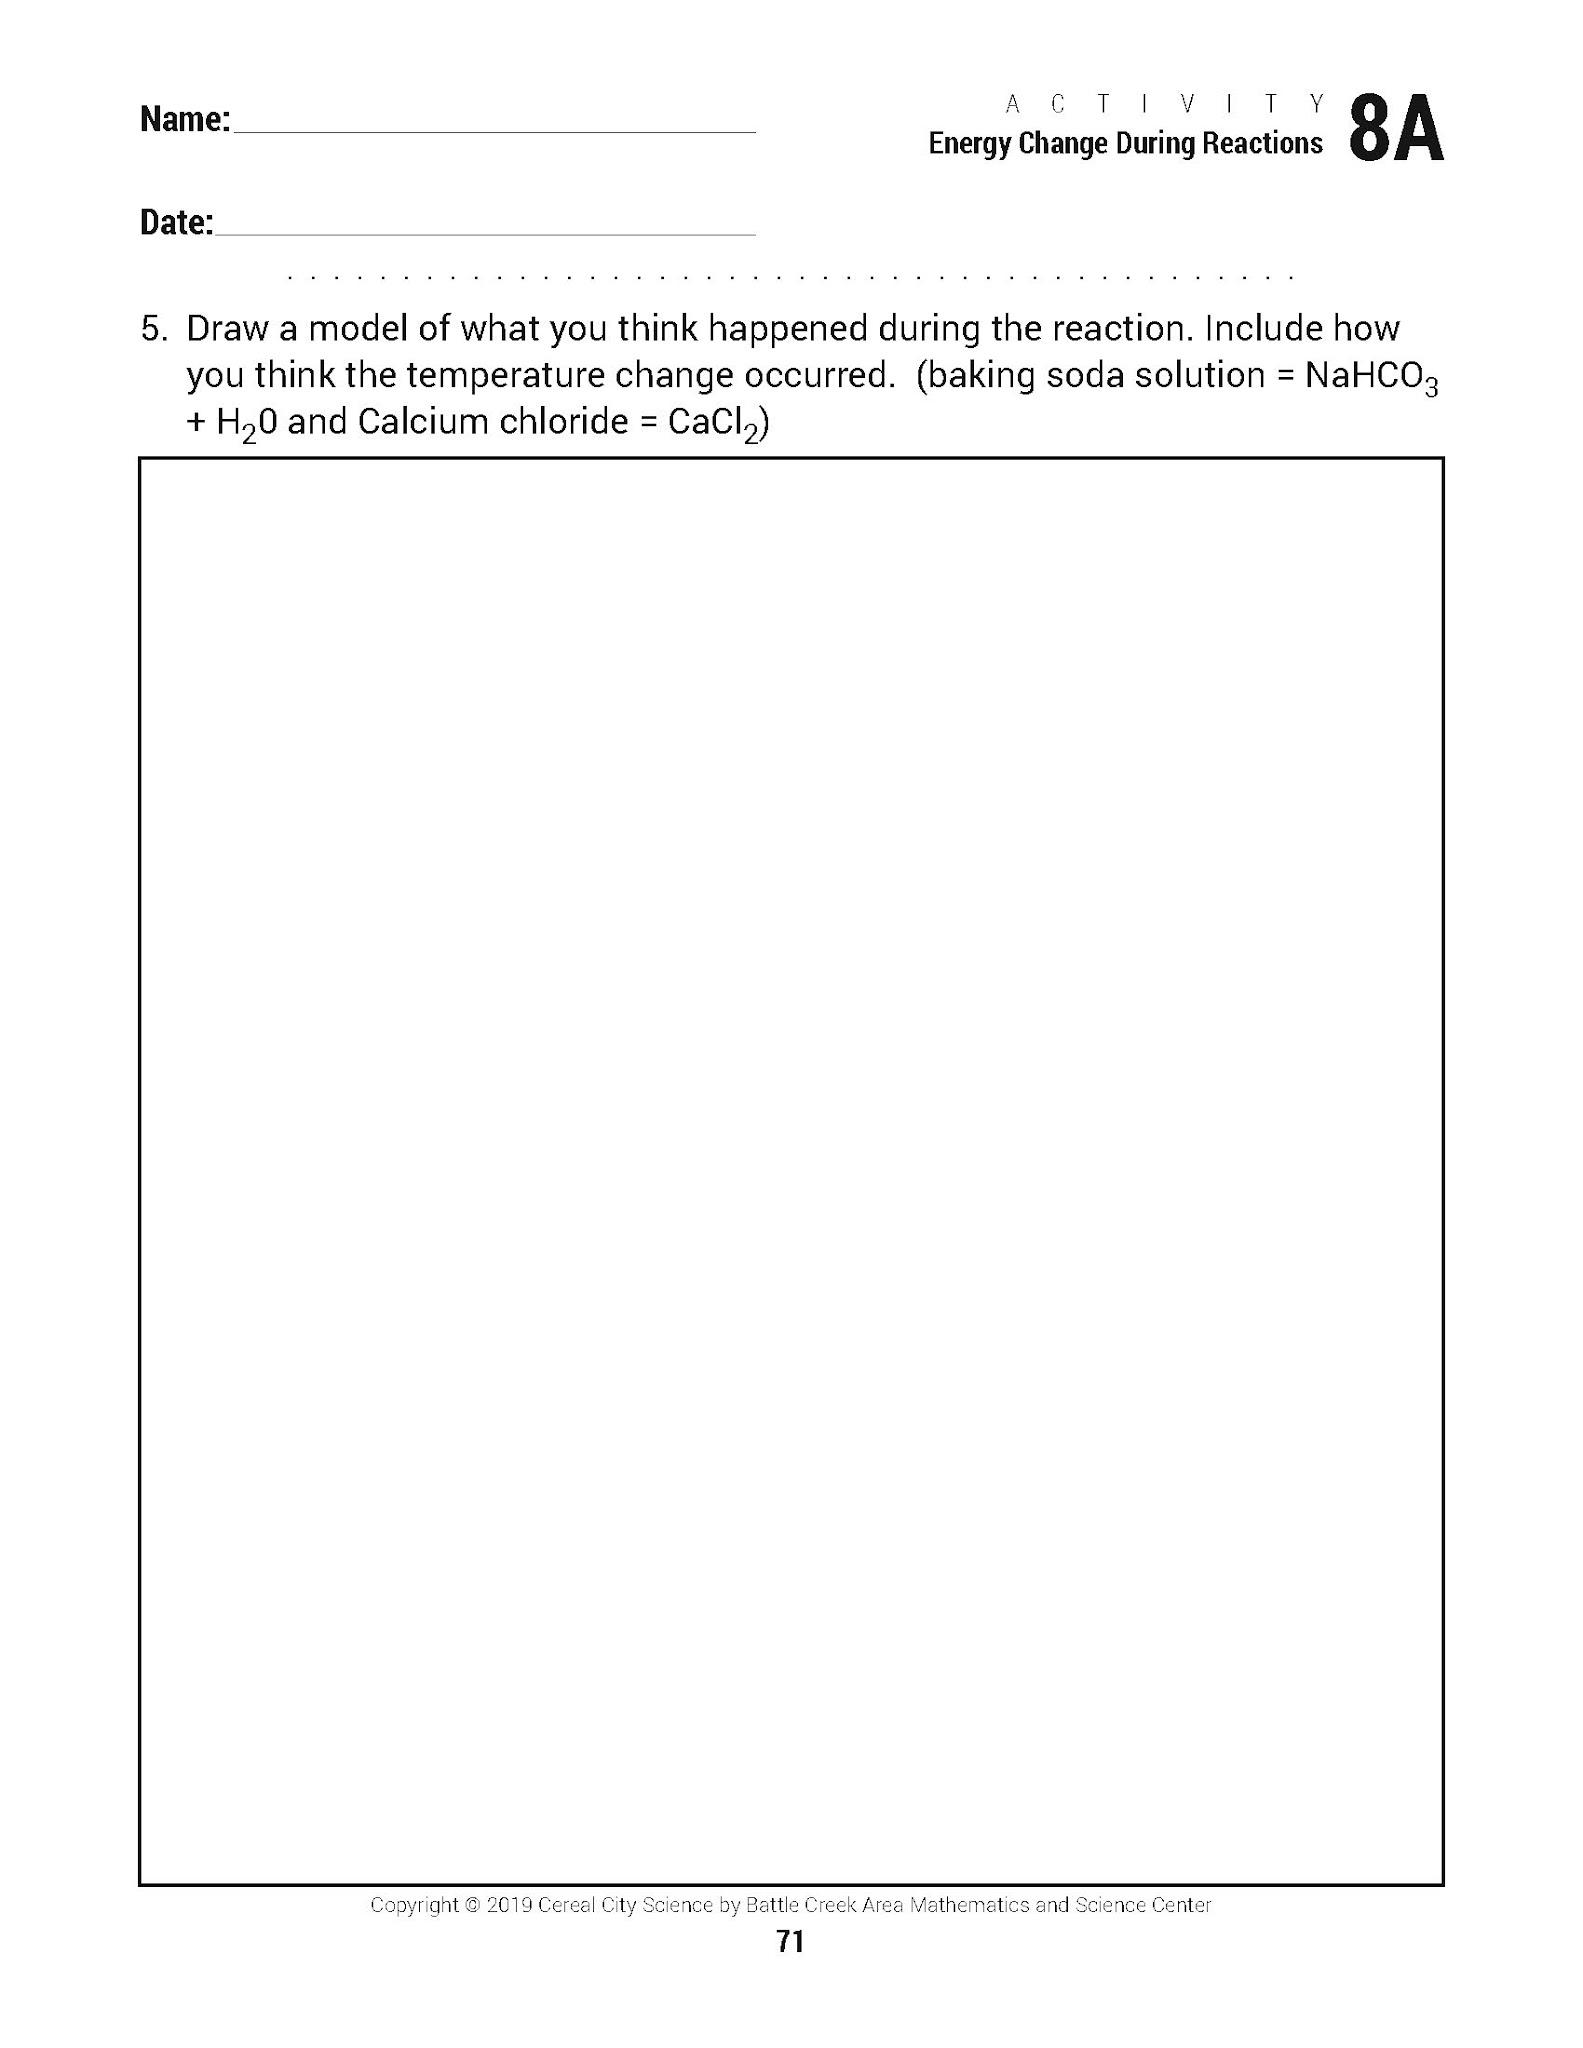 Name:
ACTIVITY
Energy Change During Reactions
8A
Date:
5. Draw a model of what you think happened during the reaction. Include how
you think the temperature change occurred. (baking soda solution = NaHCO3
+ H20 and Calcium chloride = CaCl2)
Copyright © 2019 Cereal City Science by Battle Creek Area Mathematics and Science Center
71